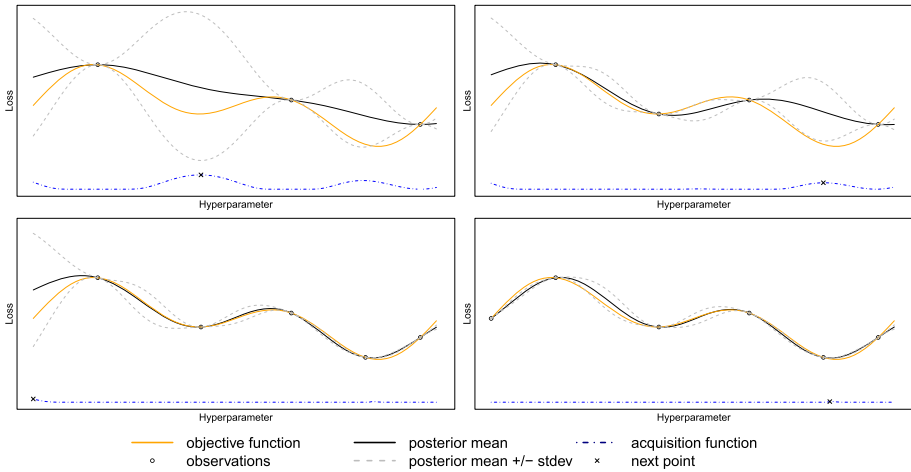 Loss
Hyperparameter
Loss
Hyperparameter
Loss
Hyperparameter
Loss
Hyperparameter
objective function posterior mean acquisition function
observations posterior mean +/− stdev next point